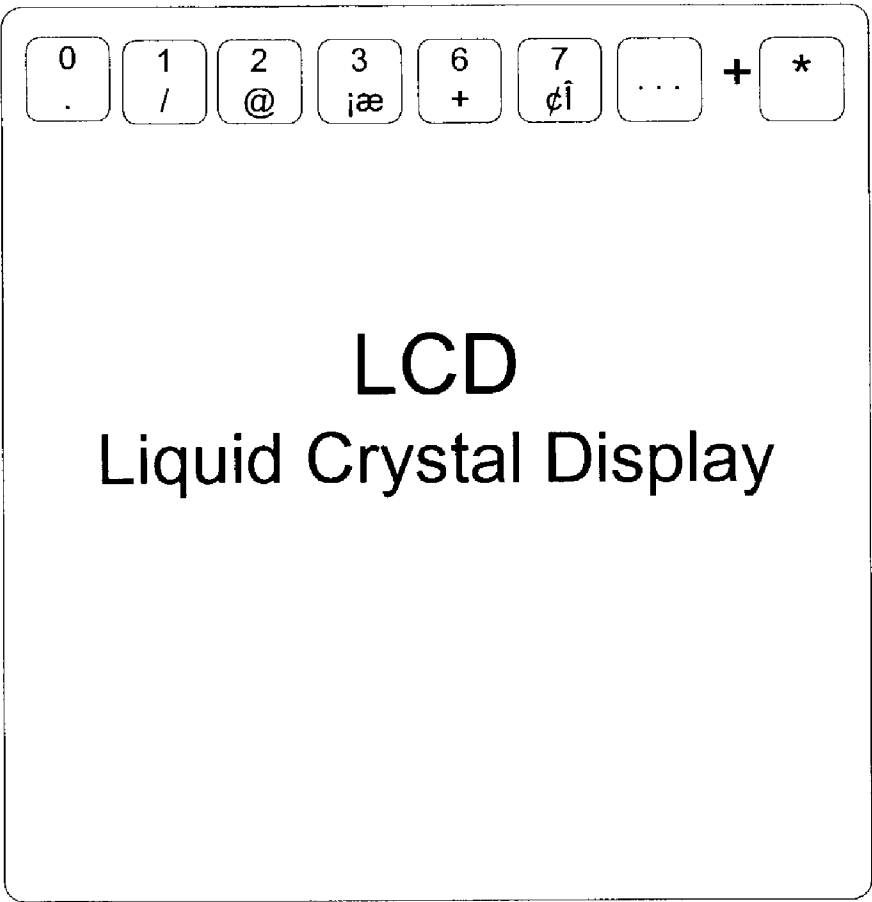 0 1 2 3 6 7 ... + *
. / @ ¡æ + ¢Î
LCD
Liquid Crystal Display